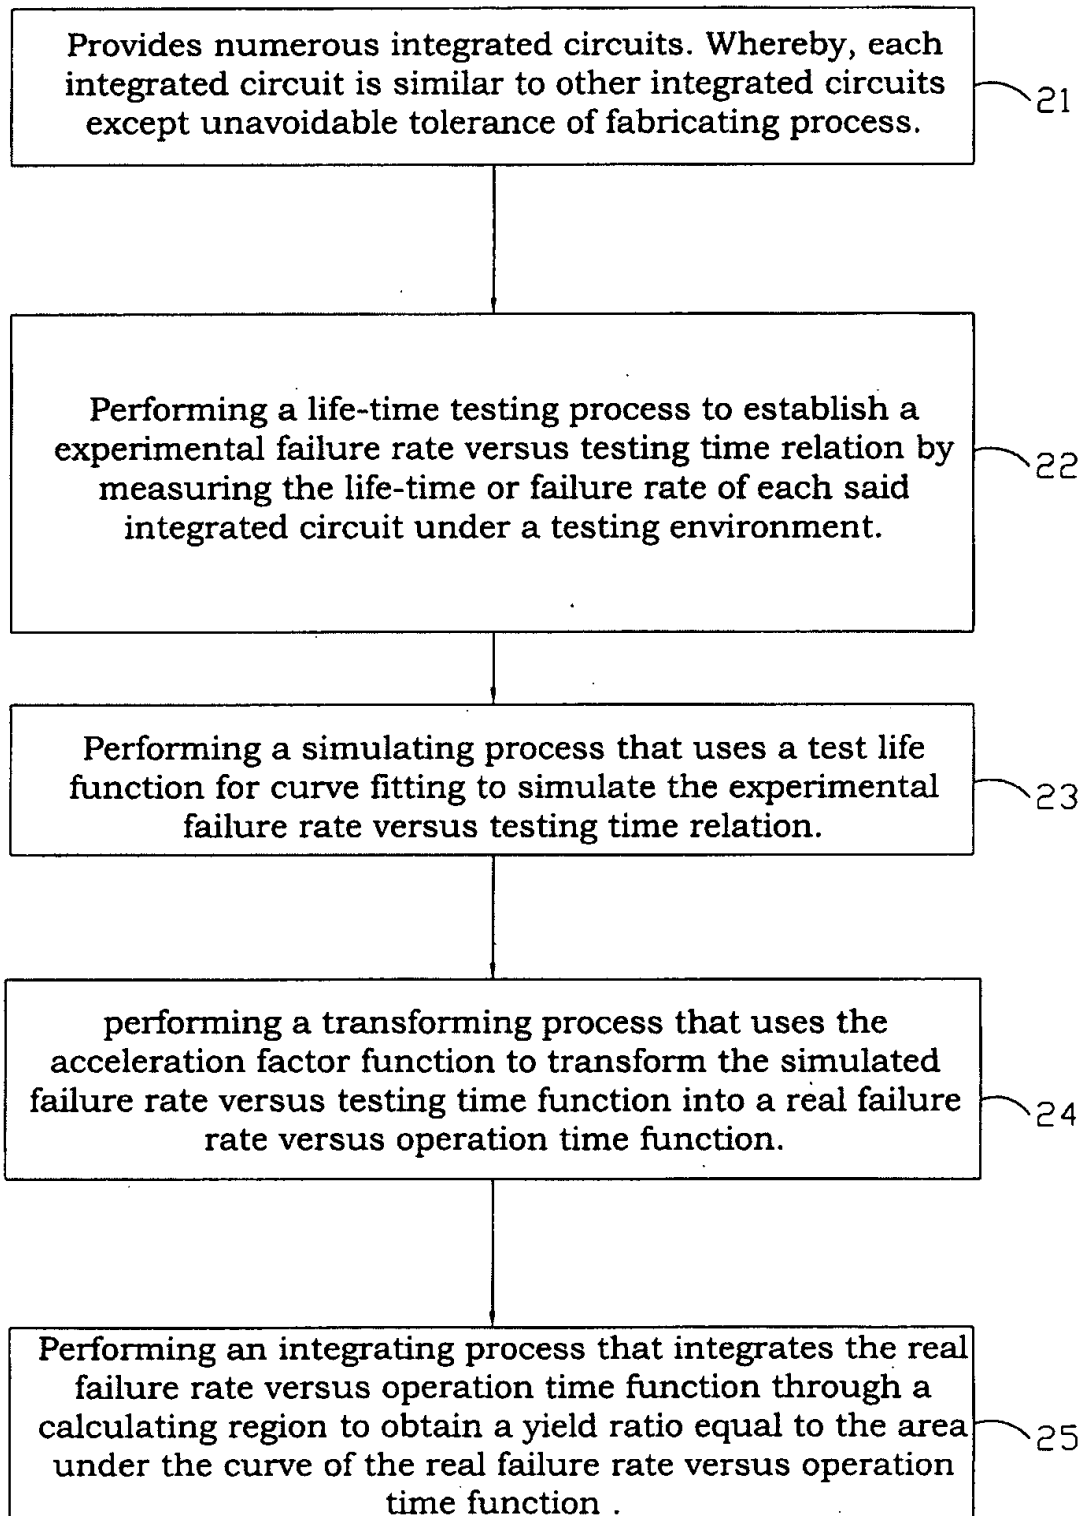 Provides numerous integrated circuits. Whereby, each
integrated circuit is similar to other integrated circuits
except unavoidable tolerance of fabricating process.
21
Performing a life-time testing process to establish a
experimental failure rate versus testing time relation by
measuring the life-time or failure rate of each said
integrated circuit under a testing environment.
22
Performing a simulating process that uses a test life
function for curve fitting to simulate the experimental
failure rate versus testing time relation.
23
performing a transforming process that uses the
acceleration factor function to transform the simulated
failure rate versus testing time function into a real failure
rate versus operation time function.
24
Performing an integrating process that integrates the real
failure rate versus operation time function through a
calculating region to obtain a yield ratio equal to the area
under the curve of the real failure rate versus operation
time function .
25